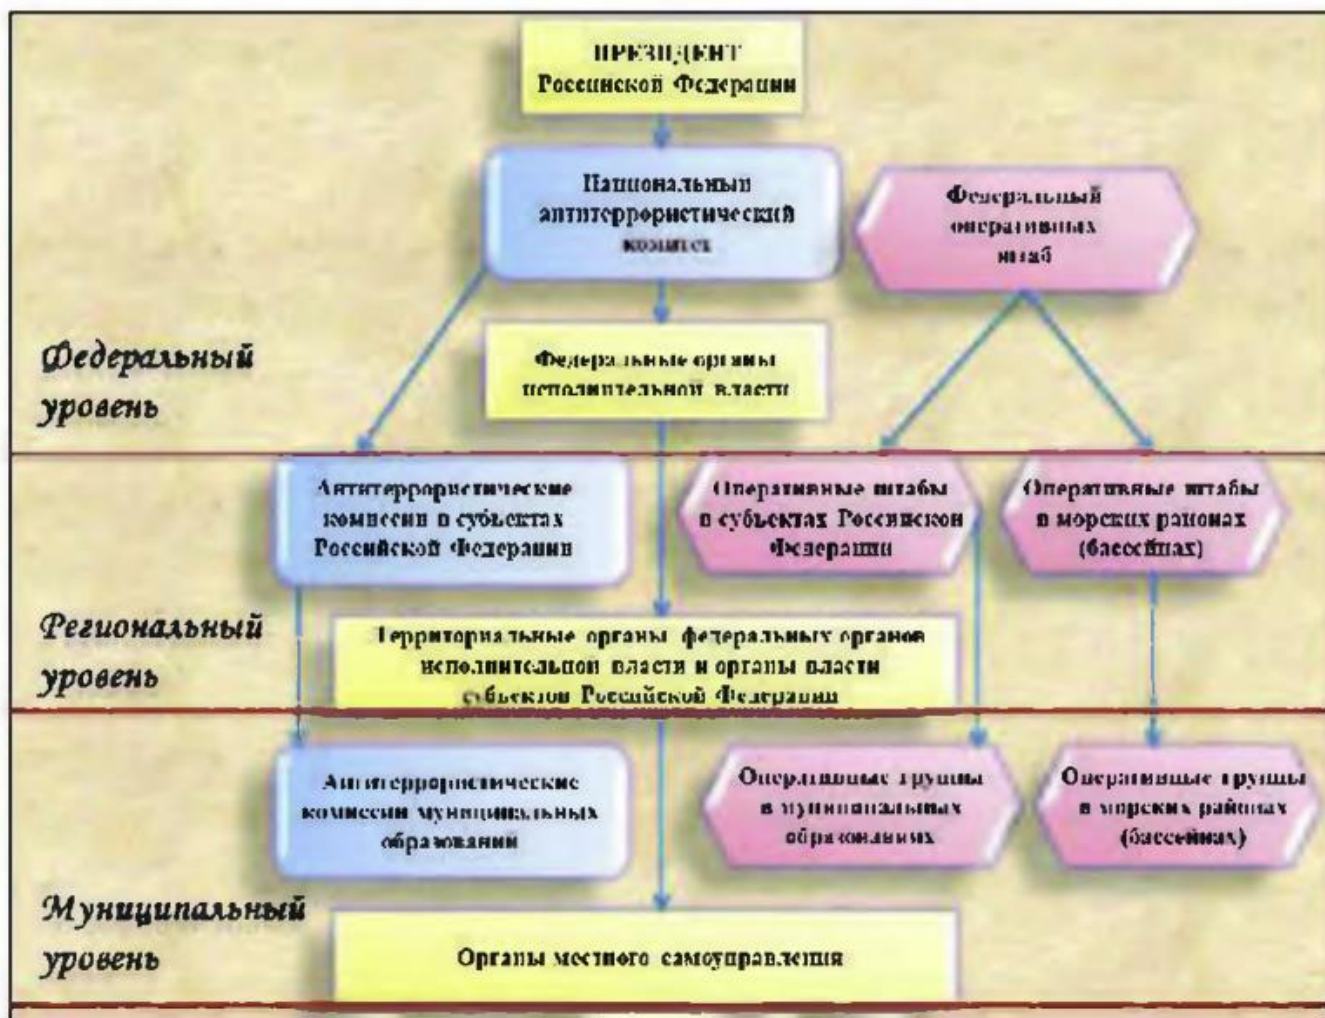 ПРЕЗИДЕНТ
Российской Федерации
Национальный
антитеррористический
комитет
Федеральный
оперативных
штаб
Федеральный
уровень
Федеральные органы
исполнительной власти
Антитеррористические
комиссии в субъектах
Российской Федерации
Оперативные штабы
в субъектах Российской
Федерации
Оперативные штабы
в морских районах
(бассейнах)
Региональный
уровень
Территориальные органы федеральных органов
исполнительной власти и органы власти
субъектов Российской Федерации
Антитеррористические
комиссии муниципальных
образований
Оперативные группы
в муниципальных
образованиях
Оперативные группы
в морских районах
(бассейнах)
Муниципальный
уровень
Органы местного самоуправления